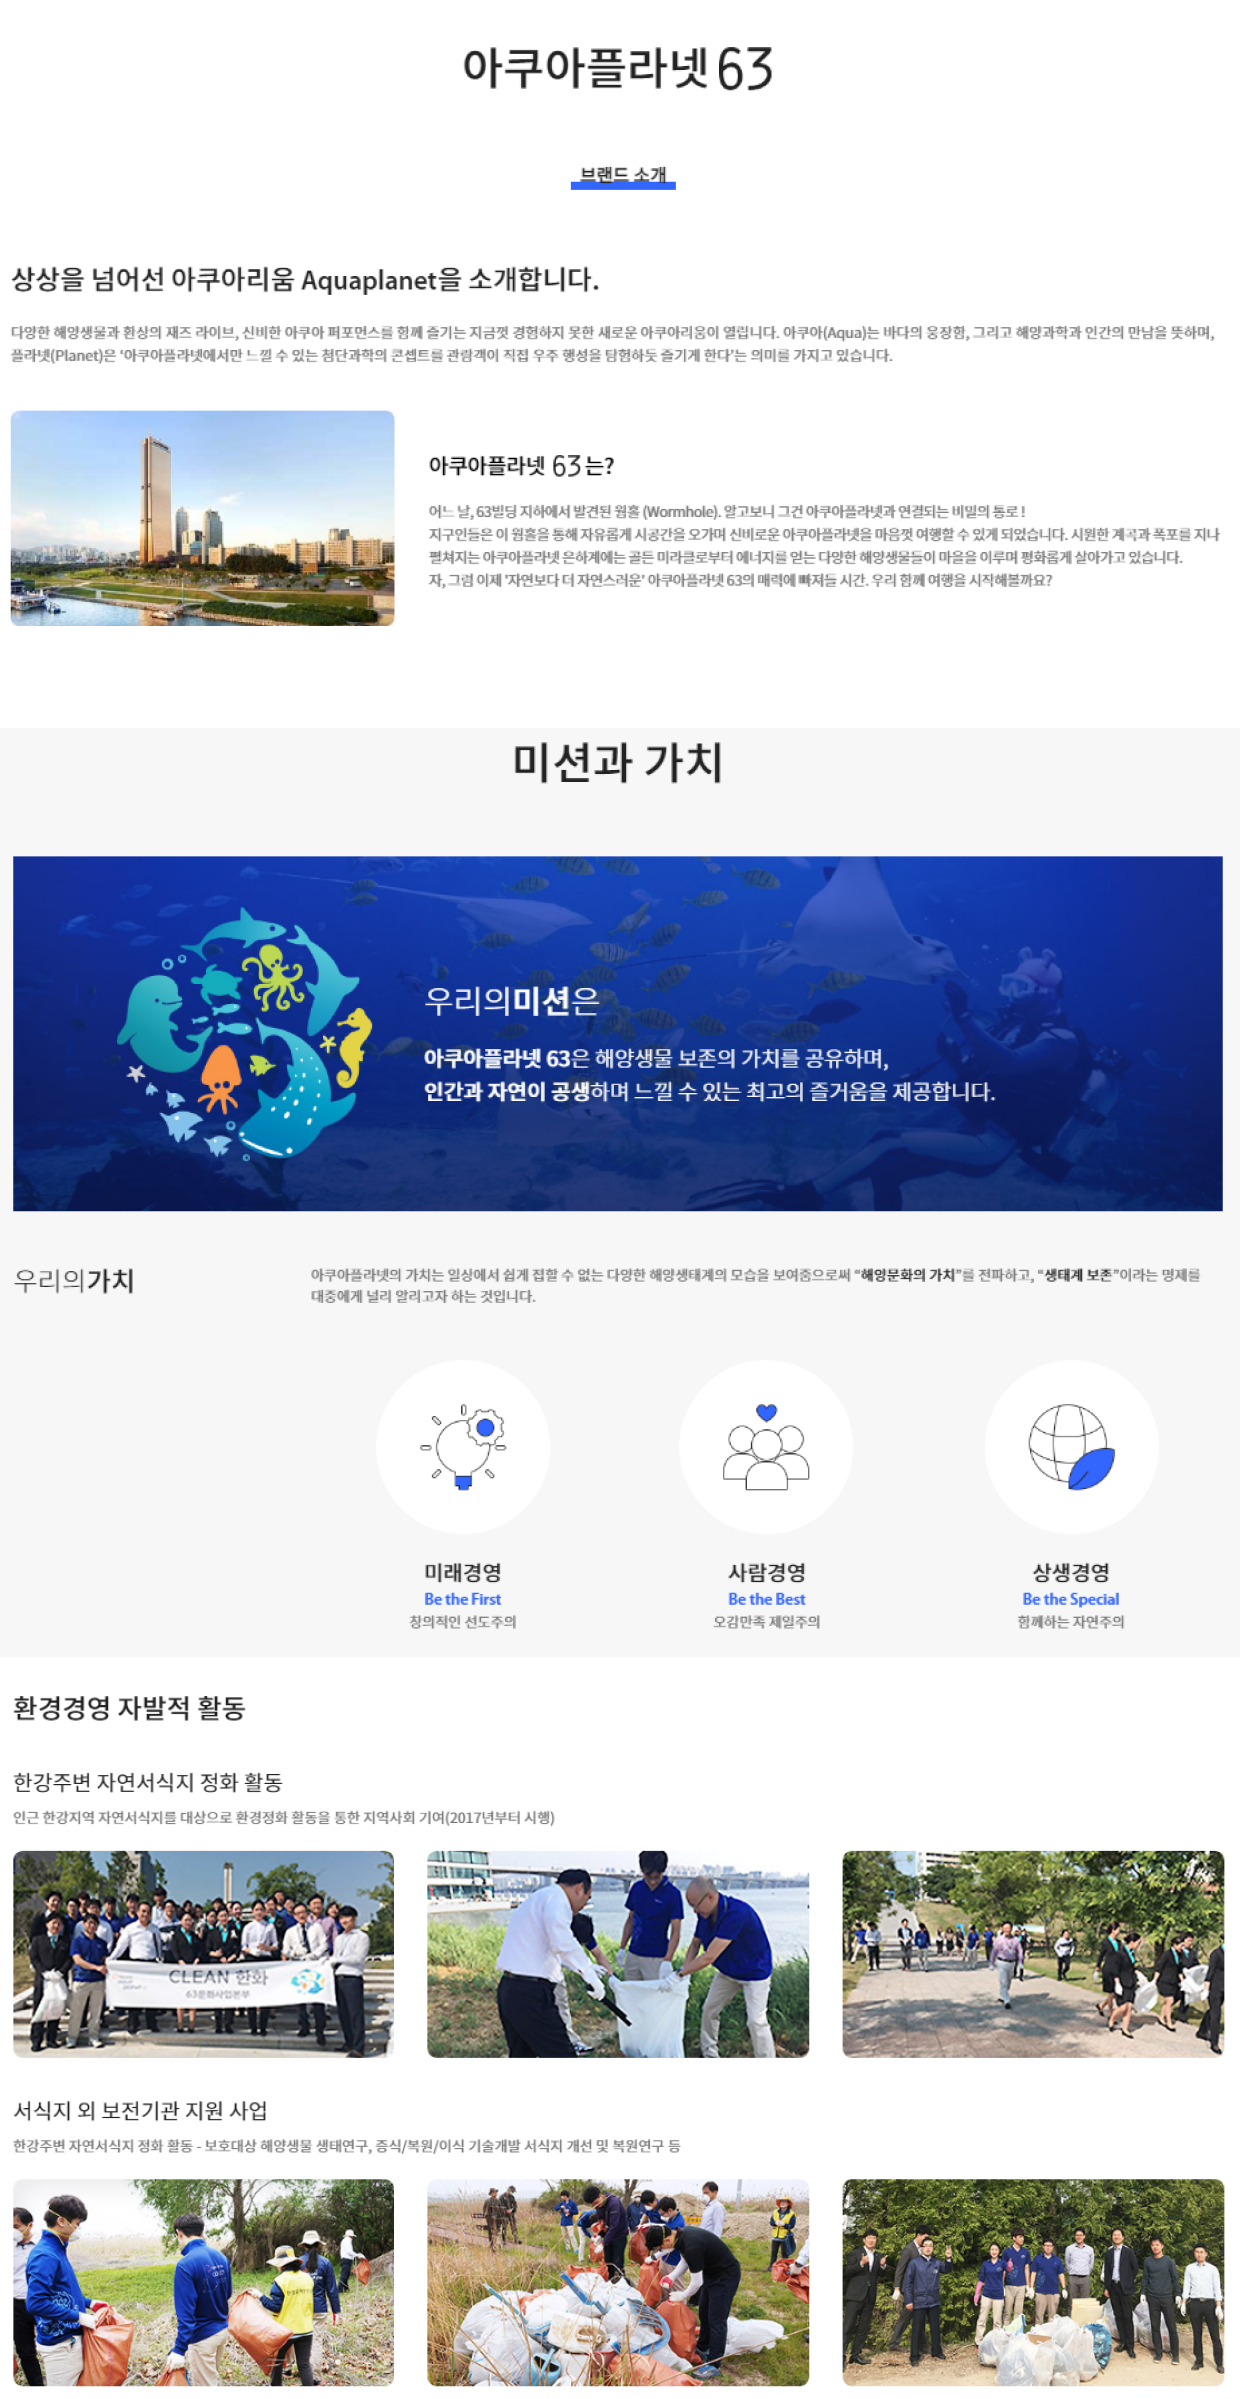 아쿠아플라넷 63
브랜드 소개
상상을 넘어선 아쿠아리움 Aquaplanet을 소개합니다.
다양한 해양생물과 환상의 재즈 라이브, 신비한 아쿠아 퍼포먼스를 함께 즐기는 지금껏 경험하지 못한 새로운 아쿠아리움이 열립니다. 아쿠아(Aqua)는 바다의 웅장함, 그리고 해양과학과 인간의 만남을 뜻하며,
플라넷(Planet)은 ‘아쿠아플라넷에서만 느낄 수 있는 첨단과학의 콘셉트를 관람객이 직접 우주 행성을 탐험하듯 즐기게 한다’는 의미를 가지고 있습니다.
아쿠아플라넷 63는?
어느 날, 63빌딩 지하에서 발견된 웜홀 (Wormhole). 알고보니 그건 아쿠아플라넷과 연결되는 비밀의 통로 !
지구인들은 이 웜홀을 통해 자유롭게 시공간을 오가며 신비로운 아쿠아플라넷을 마음껏 여행할 수 있게 되었습니다. 시원한 계곡과 폭포를 지나
펼쳐지는 아쿠아플라넷 은하계에는 골든 미라클로부터 에너지를 얻는 다양한 해양생물들이 마을을 이루며 평화롭게 살아가고 있습니다.
자, 그럼 이제 '자연보다 더 자연스러운' 아쿠아플라넷 63의 매력에 빠져들 시간. 우리 함께 여행을 시작해볼까요?
미션과 가치
우리의미션은
아쿠아플라넷 63은 해양생물 보존의 가치를 공유하며,
인간과 자연이 공생하며 느낄 수 있는 최고의 즐거움을 제공합니다.
우리의가치
아쿠아플라넷의 가치는 일상에서 쉽게 접할 수 없는 다양한 해양생태계의 모습을 보여줌으로써 “해양문화의 가치”를 전파하고, “생태계 보존”이라는 명제를
대중에게 널리 알리고자 하는 것입니다.
미래경영
Be the First
창의적인 선도주의
사람경영
Be the Best
오감만족 제일주의
상생경영
Be the Special
함께하는 자연주의
환경경영 자발적 활동
한강주변 자연서식지 정화 활동
인근 한강지역 자연서식지를 대상으로 환경정화 활동을 통한 지역사회 기여(2017년부터 시행)
CLEAN 한화
63문화사업본부
서식지 외 보전기관 지원 사업
한강주변 자연서식지 정화 활동 - 보호대상 해양생물 생태연구, 증식/복원/이식 기술개발 서식지 개선 및 복원연구 등